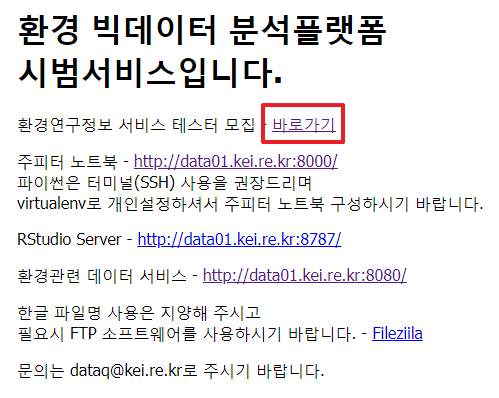 환경 빅데이터 분석플랫폼
시범서비스입니다.
환경연구정보 서비스 테스터 모집 - 바로가기
주피터 노트북 - http://data01.kei.re.kr:8000/
파이썬은 터미널(SSH) 사용을 권장드리며
virtualenv로 개인설정하셔서 주피터 노트북 구성하시기 바랍니다.
RStudio Server - http://data01.kei.re.kr:8787/
환경관련 데이터 서비스 - http://data01.kei.re.kr:8080/
한글 파일명 사용은 지양해 주시고
필요시 FTP 소프트웨어를 사용하시기 바랍니다. - Fileziila
문의는 dataq@kei.re.kr로 주시기 바랍니다.